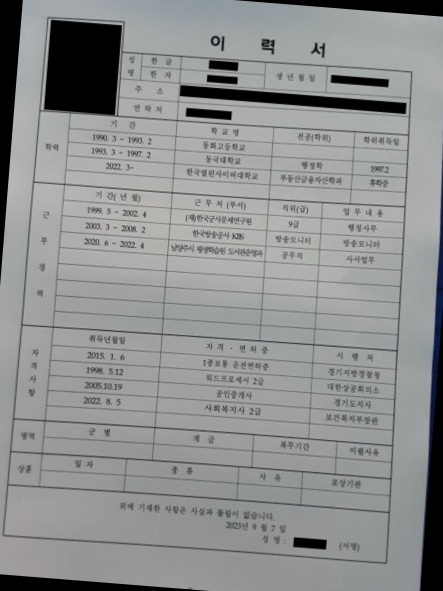 이 력 서
성 명 한 글
한 자 생 년 월 일
주 소
연 락 처
학력 기 간 학 교 명 전공(학위) 학위취득일
1990. 3 - 1993. 2 동화고등학교
1993. 3 - 1997. 2 동국대학교 행정학 1997.2
2022. 3- 한국열린사이버대학교 부동산금융자산학과 휴학중
근 무 경 력 기 간( 년 월) 근 무 처 (부서) 직위(급) 업 무 내 용
1999. 5 - 2002. 4 (재)한국군사문제연구원 9급 행정사무
2003. 3 - 2008. 2 한국방송공사 KBS 방송모니터 방송모니터
2020. 6 - 2022. 4 남양주시 평생학습원 도서관운영과 공무직 사서업무
자 격 사 항 취득년월일 자 격 · 면 허 증 시 행 처
2015. 1. 6 1종보통 운전면허증 경기지방경찰청
1998. 5.12 워드프로세서 2급 대한상공회의소
2005.10.19 공인중개사 경기도지사
2022. 8. 5 사회복지사 2급 보건복지부장관
병역 군 별 계 급 복무기간 미필사유
상훈 일 자 종 류 사 유 포상기관
위에 기재한 사항은 사실과 틀림이 없습니다.
2023년 9 월 7 일
성 명 : (서명)